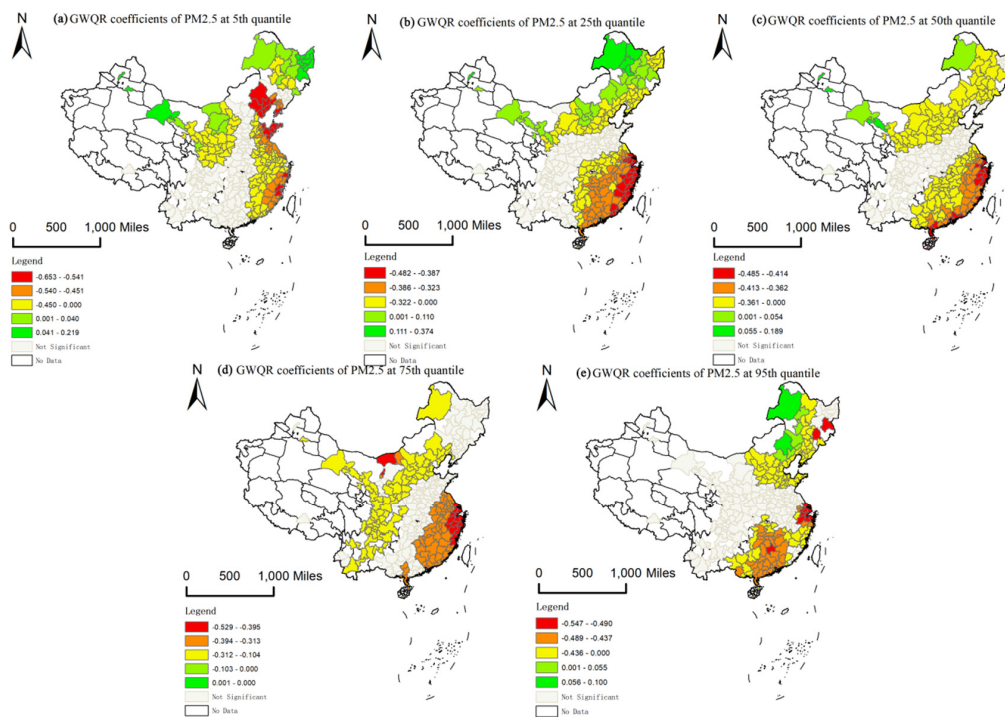 (a) GWQR coefficients of PM2.5 at 5th quantile
N
0 500 1,000 Miles
Legend
-0.653 - -0.541
-0.540 - -0.451
-0.450 - 0.000
0.001 - 0.040
0.041 - 0.219
Not Significant
No Data
(b) GWQR coefficients of PM2.5 at 25th quantile
N
0 500 1,000 Miles
Legend
-0.482 - -0.387
-0.386 - -0.323
-0.322 - 0.000
0.001 - 0.110
0.111 - 0.374
Not Significant
No Data
(c) GWQR coefficients of PM2.5 at 50th quantile
N
0 500 1,000 Miles
Legend
-0.485 - -0.414
-0.413 - -0.362
-0.361 - 0.000
0.001 - 0.054
0.055 - 0.189
Not Significant
No Data
(d) GWQR coefficients of PM2.5 at 75th quantile
N
0 500 1,000 Miles
Legend
-0.529 - -0.395
-0.394 - -0.313
-0.312 - -0.104
-0.103 - 0.000
0.001 - 0.000
Not Significant
No Data
(e) GWQR coefficients of PM2.5 at 95th quantile
N
0 500 1,000 Miles
Legend
-0.547 - -0.490
-0.489 - -0.437
-0.436 - 0.000
0.001 - 0.055
0.056 - 0.100
Not Significant
No Data